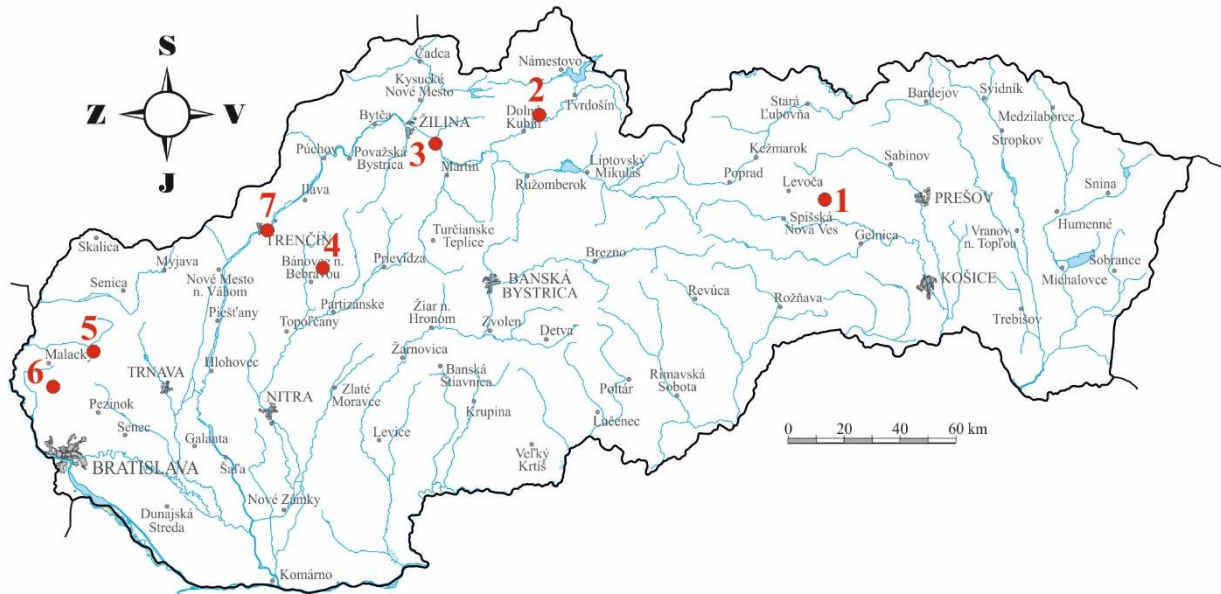 S
Z
V
J
Čadca
Kysucké
Nové Mesto
Bytča
ŽILINA
Púchov
Považská
Bystrica
3
Martin
Námestovo
2
Tvrdošín
Dolný
Kubín
Ružomberok
Liptovský
Mikuláš
Stará
Ľubovňa
Kežmarok
Poprad
Levoča
1
Spišská
Nová Ves
Gelnica
Sabinov
PREŠOV
Bardejov
Svidník
Medzilaborce
Stropkov
Snina
Humenné
Vranov
n. Topľou
Michalovce
Sobrance
KOŠICE
Trebišov
Ilava
7
TRENČÍN
4
Bánovce n.
Bebravou
Turčianske
Teplice
Prievidza
Skalica
Myjava
Senica
Nové Mesto
n. Váhom
Piešťany
Partizánske
Topoľčany
BANSKÁ
BYSTRICA
Brezno
Revúca
Rožňava
Žiar n.
Hronom
Zvolen
Detva
Žarnovica
Banská
Štiavnica
Krupina
Poltár
Rimavská
Sobota
Lučenec
Veľký
Krtíš
5
Malacky
6
Hlohovec
TRNAVA
Pezinok
Senec
NITRA
Zlaté
Moravce
Levice
Galanta
Šaľa
BRATISLAVA
Dunajská
Streda
Nové Zámky
Komárno
0 20 40 60 km